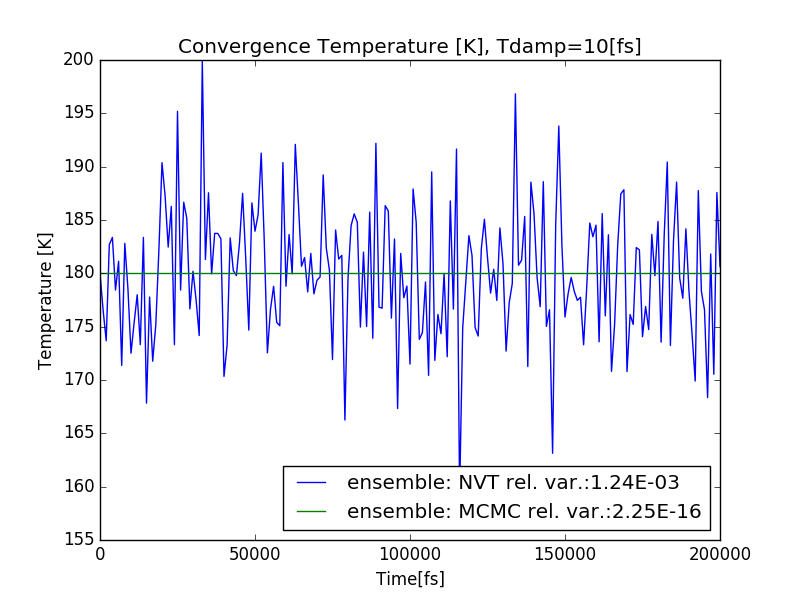 Convergence Temperature [K], Tdamp=10[fs]
200
195
190
185
180
175
170
165
160
155
Temperature [K]
ensemble: NVT rel. var.:1.24E-03
ensemble: MCMC rel. var.:2.25E-16
0 50000 100000 150000 200000
Time[fs]